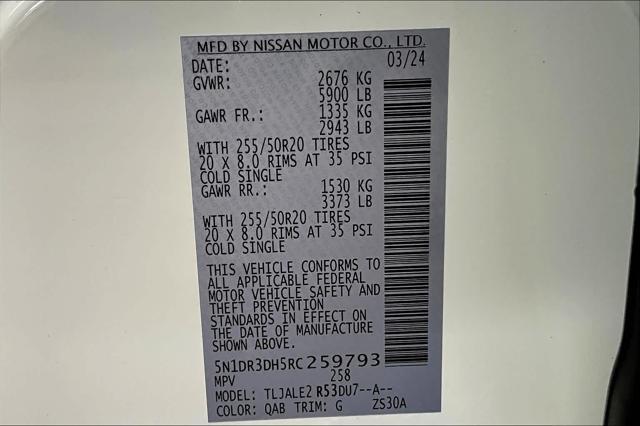 MFD BY NISSAN MOTOR CO., LTD.
DATE: 03/24
GVWR: 2676 KG
5900 LB
GAWR FR.: 1335 KG
2943 LB
WITH 255/50R20 TIRES
20 X 8.0 RIMS AT 35 PSI
COLD SINGLE
GAWR RR.: 1530 KG
3373 LB
WITH 255/50R20 TIRES
20 X 8.0 RIMS AT 35 PSI
COLD SINGLE
THIS VEHICLE CONFORMS TO
ALL APPLICABLE FEDERAL
MOTOR VEHICLE SAFETY AND
THEFT PREVENTION
STANDARDS IN EFFECT ON
THE DATE OF MANUFACTURE
SHOWN ABOVE.
5N1DR3DH5RC259793
MPV 258
MODEL: TLJALE2 R53DU7--A--
COLOR: QAB TRIM: G ZS30A